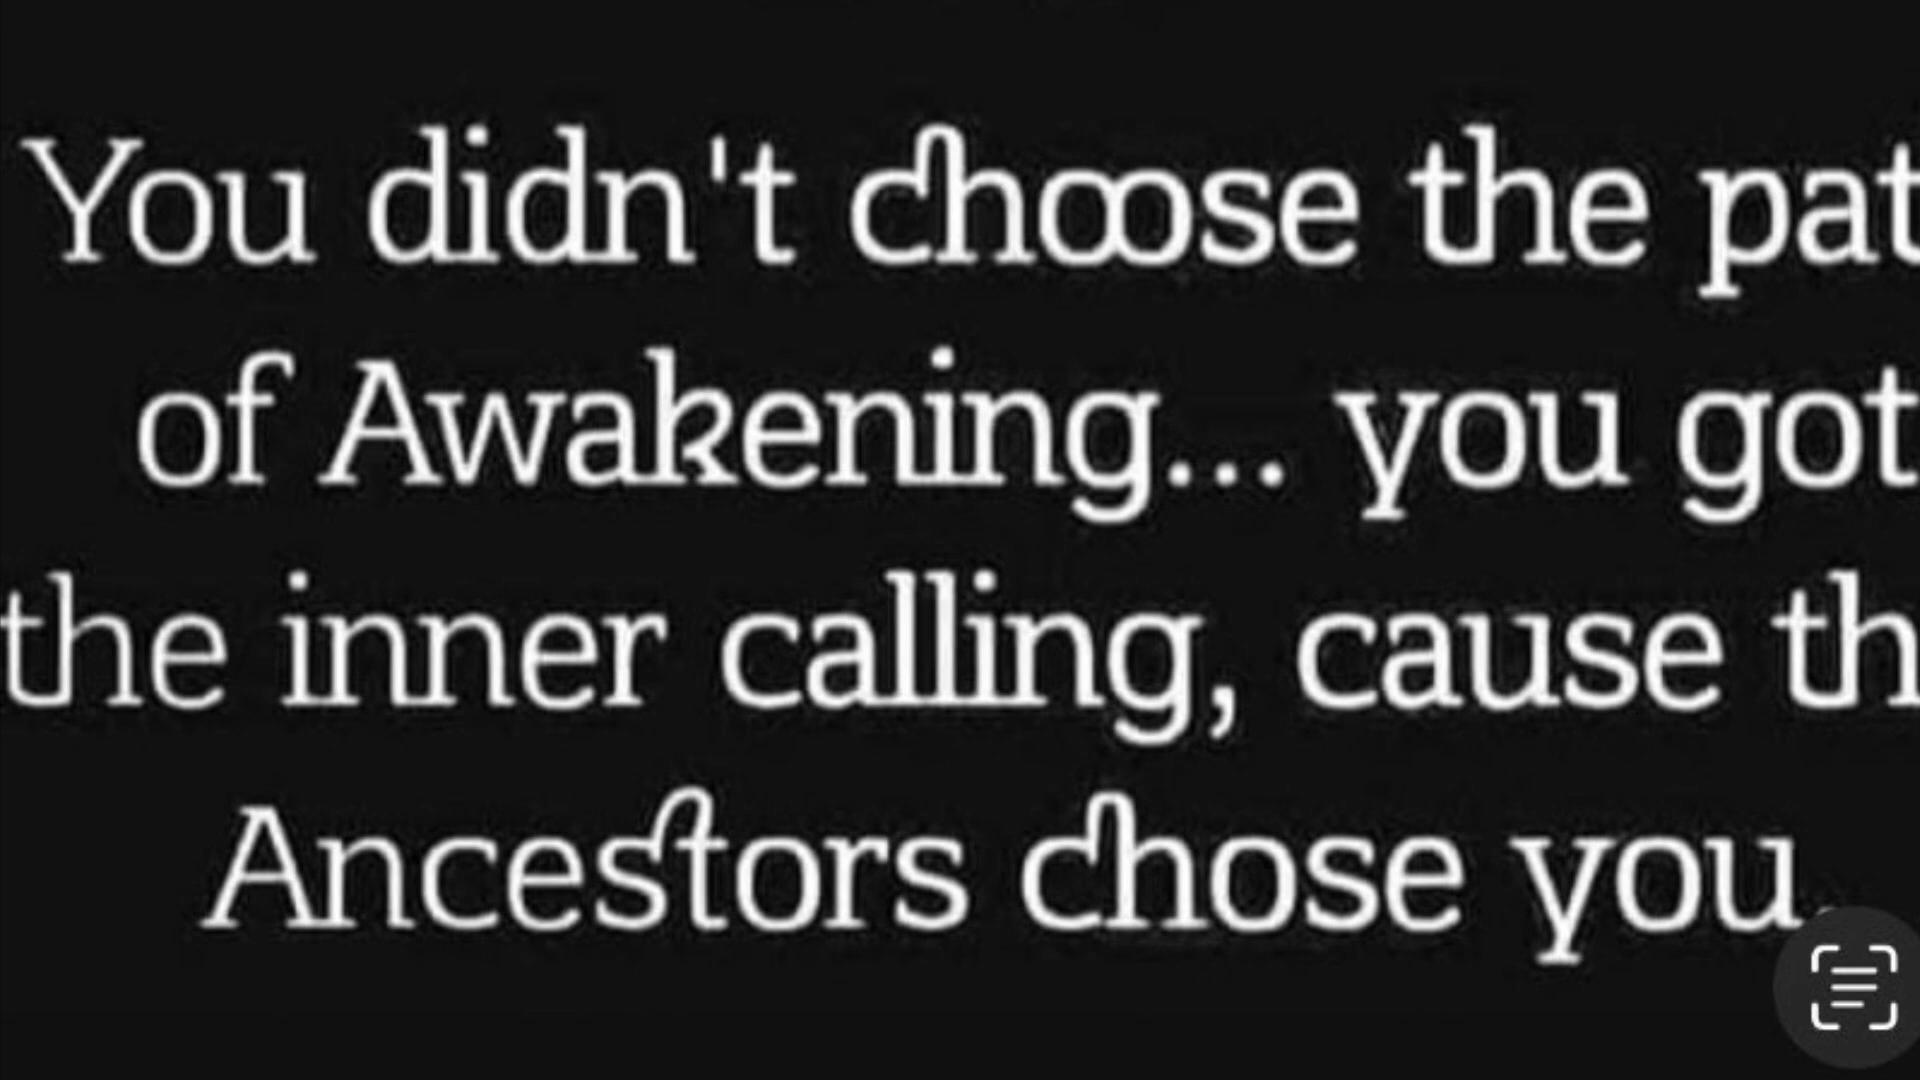 You didn't choose the pat
of Awakening... you got
the inner calling, cause th
Ancestors chose you.